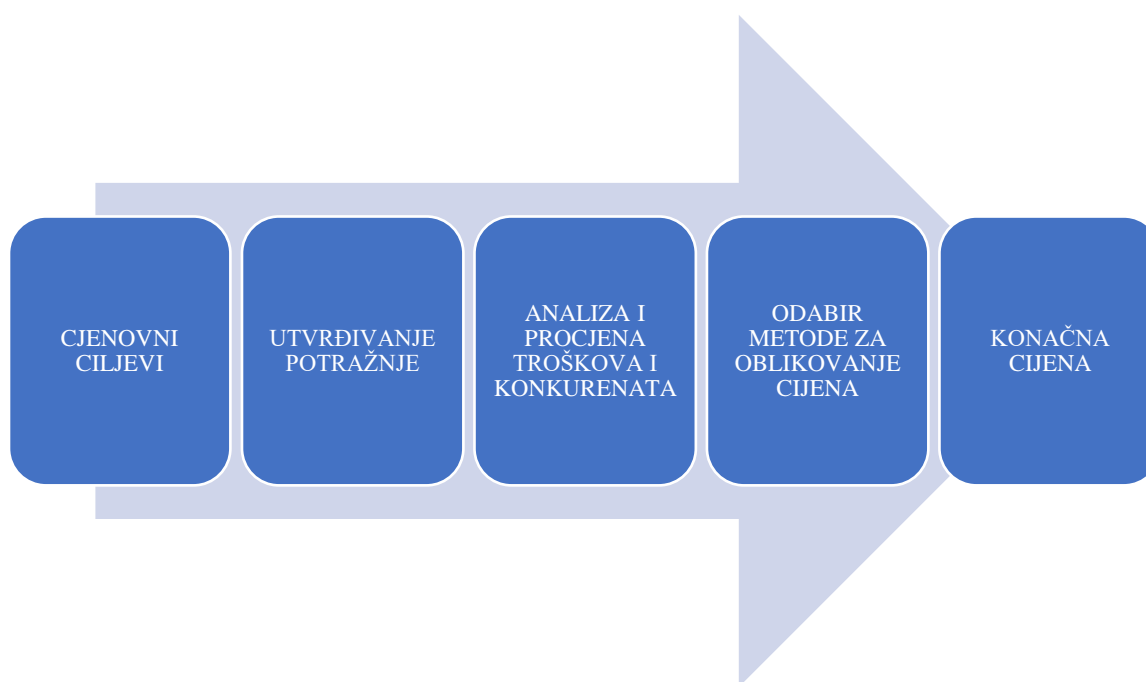 CJENOVNI
CILJEVI
UTVRĐIVANJE
POTRAŽNJE
ANALIZA I
PROCJENA
TROŠKOVA I
KONKURENATA
ODABIR
METODE ZA
OBLIKOVANJE
CIJENA
KONAČNA
CIJENA